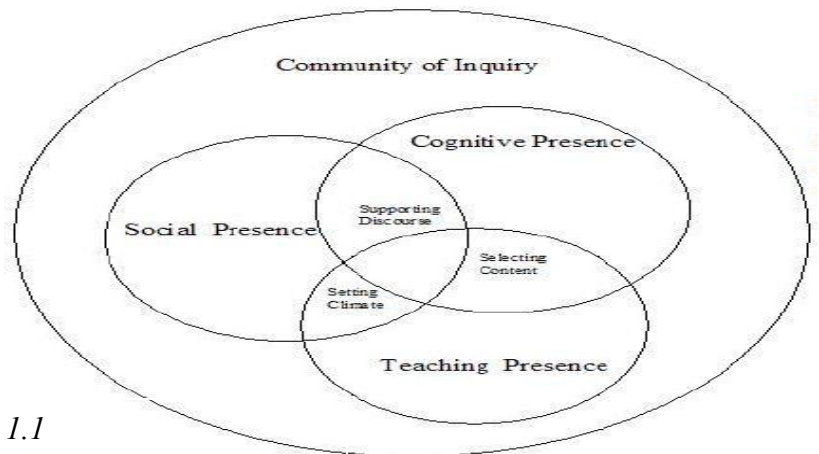 Community of Inquiry
Cognitive Presence
Supporting
Discourse
Social Presence
Selecting
Content
Setting
Climate
Teaching Presence
1.1